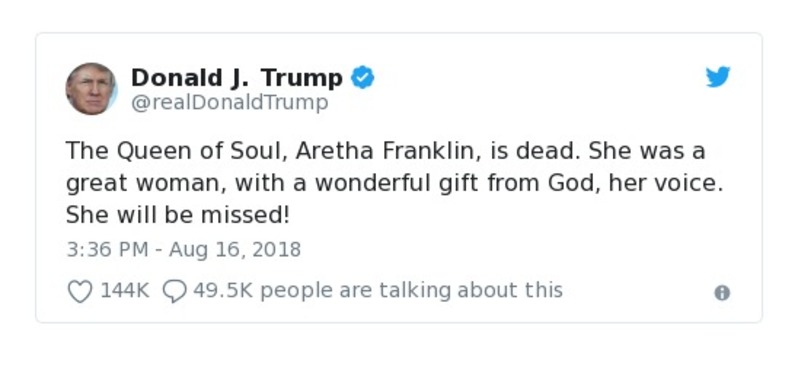 Donald J. Trump
@realDonaldTrump
The Queen of Soul, Aretha Franklin, is dead. She was a
great woman, with a wonderful gift from God, her voice.
She will be missed!
3:36 PM - Aug 16, 2018
144K 49.5K people are talking about this